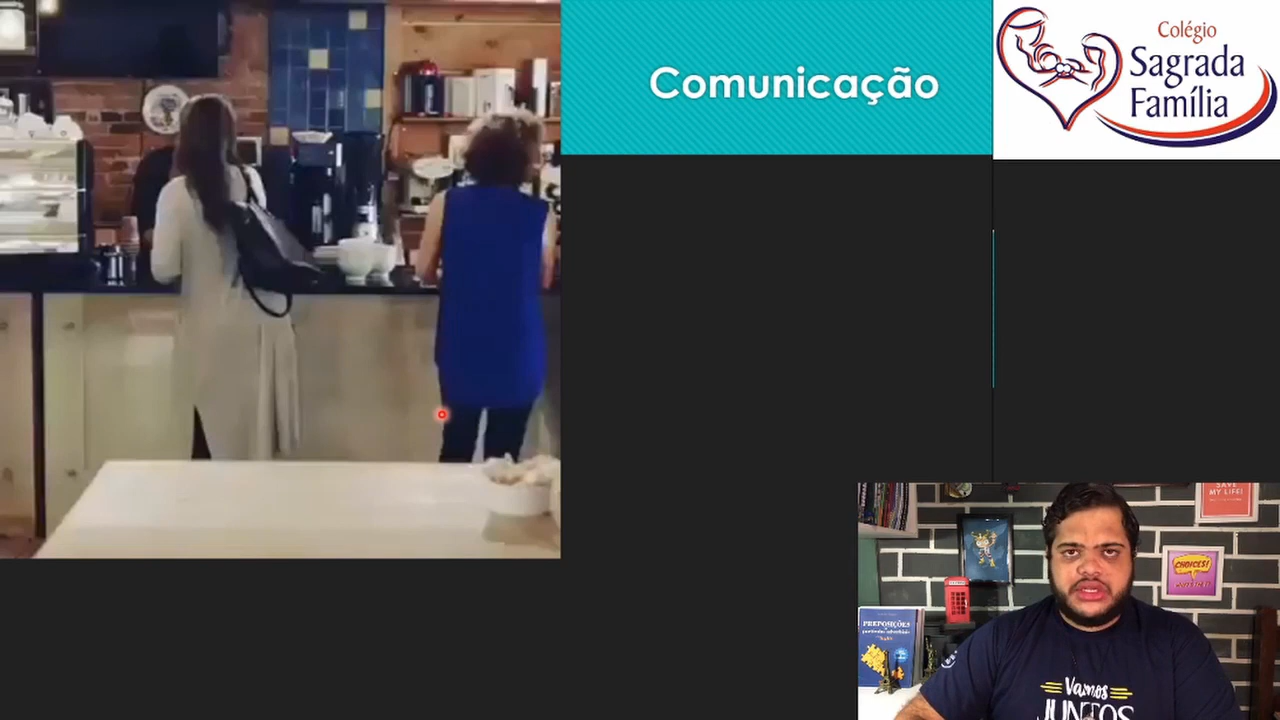 Comunicação
Colégio
Sagrada
Família
SAVE
MY LIFE!
CHOICES!
PREPOSIÇÕES
Vamos
JUNTOS